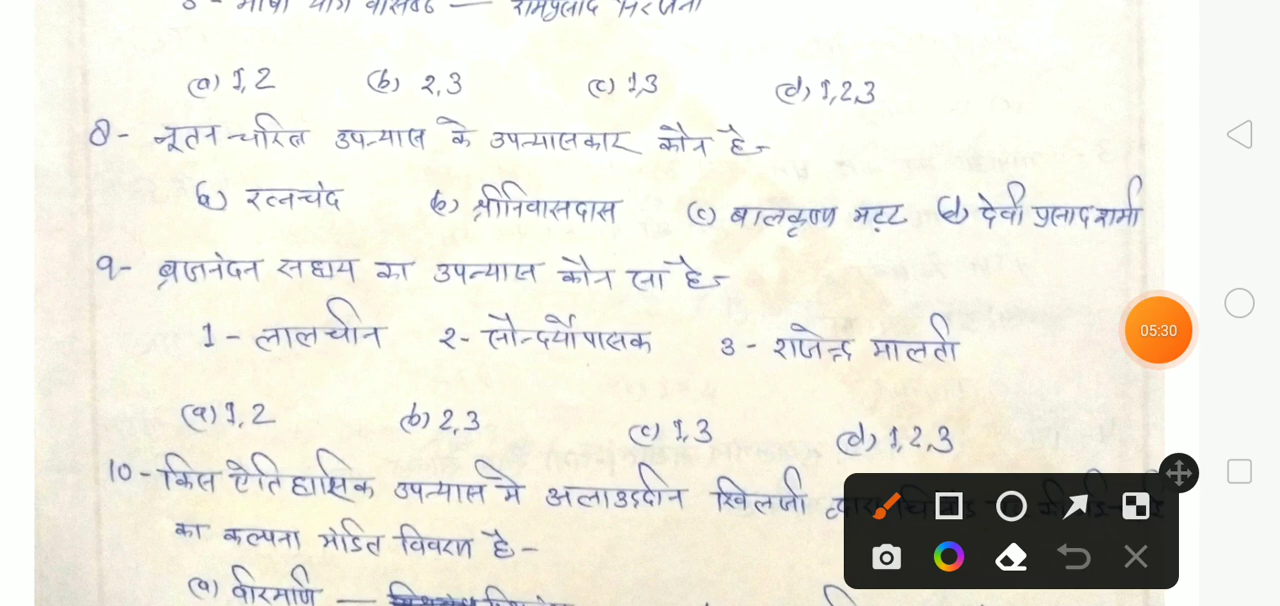 (a) 1,2 (b) 2,3 (c) 1,3 (d) 1,2,3
8- नूतन चरित उपन्यास के उपन्यासकार कौन है-
(a) रत्नचंद (b) श्रीनिवासदास (c) बालकृष्ण भट्ट (d) देवी प्रसाद शर्मा
9- ब्रजनंदन सहाय का उपन्यास कौन सा है-
1- लालचीन 2- सौन्दर्योपासक 3- राजेन्द्र मालती
05:30
(a) 1,2 (b) 2,3 (c) 1,3 (d) 1,2,3
10- किस ऐतिहासिक उपन्यास मे अलाउद्दीन खिलजी द्वारा
का कल्पना मंडित विवरण है-
(a) वीरमणि